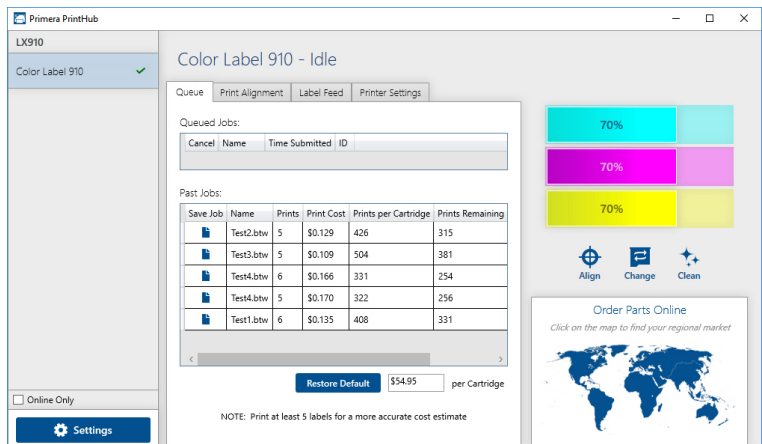 Primera PrintHub
LX910
Color Label 910
Color Label 910 - Idle
Queue Print Alignment Label Feed Printer Settings
Queued Jobs:
Cancel Name Time Submitted ID
Past Jobs:
Save Job Name Prints Print Cost Prints per Cartridge Prints Remaining
Test2.btw 5 $0.129 426 315
Test3.btw 5 $0.109 504 381
Test4.btw 6 $0.166 331 254
Test4.btw 5 $0.170 322 256
Test1.btw 6 $0.135 408 331
Restore Default $54.95 per Cartridge
NOTE: Print at least 5 labels for a more accurate cost estimate
70%
70%
70%
Align Change Clean
Order Parts Online
Click on the map to find your regional market
Online Only
Settings